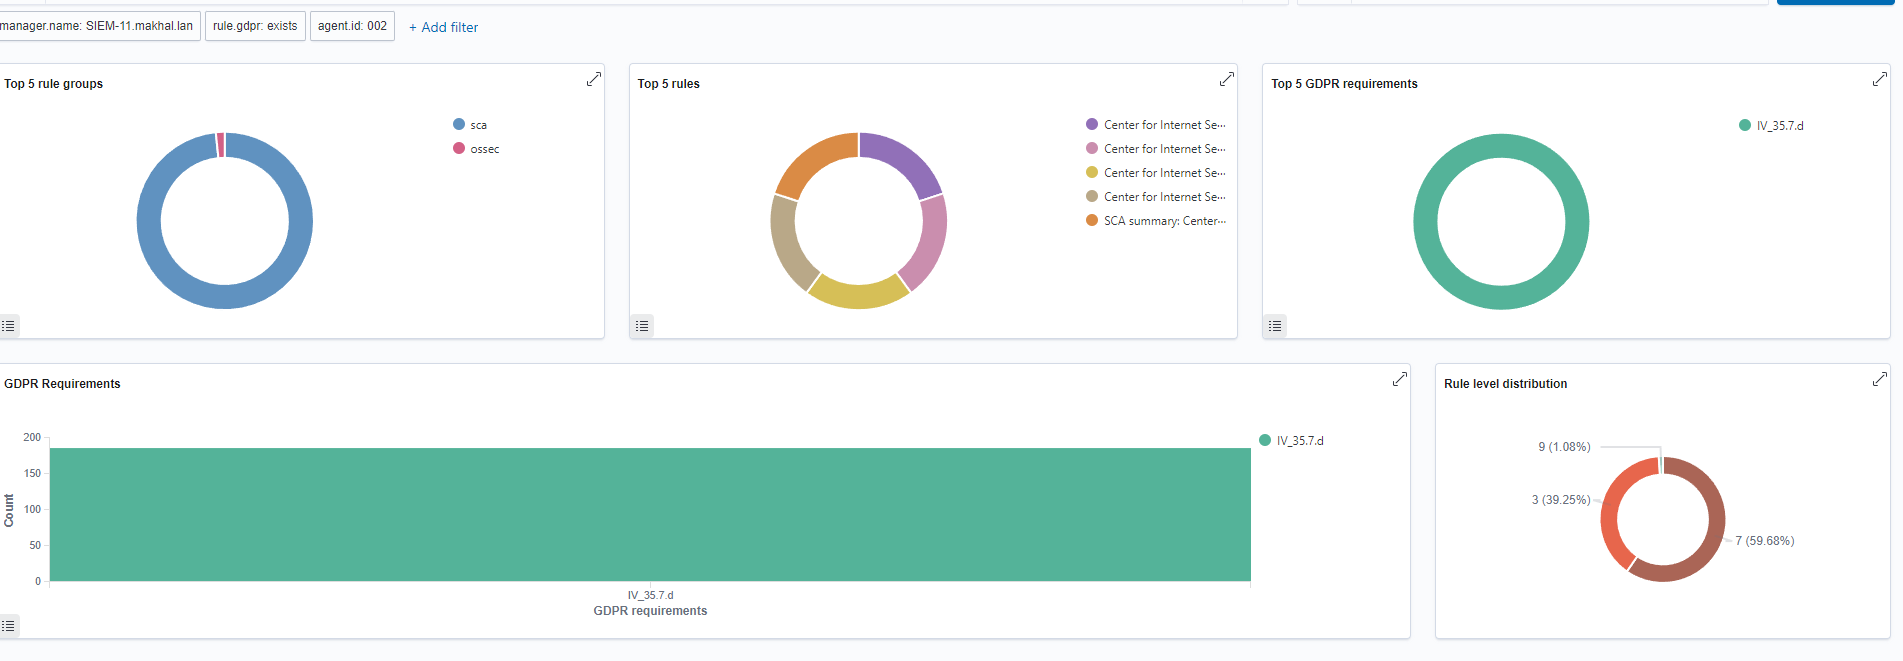 manager.name: SIEM-11.makhal.lan
rule.gdpr: exists
agent.id: 002
+ Add filter
Top 5 rule groups
sca
ossec
Top 5 rules
Center for Internet Se...
Center for Internet Se...
Center for Internet Se...
Center for Internet Se...
SCA summary: Center...
Top 5 GDPR requirements
IV_35.7.d
GDPR Requirements
200
150
100
50
0
Count
IV_35.7.d
GDPR requirements
IV_35.7.d
Rule level distribution
9 (1.08%)
3 (39.25%)
7 (59.68%)